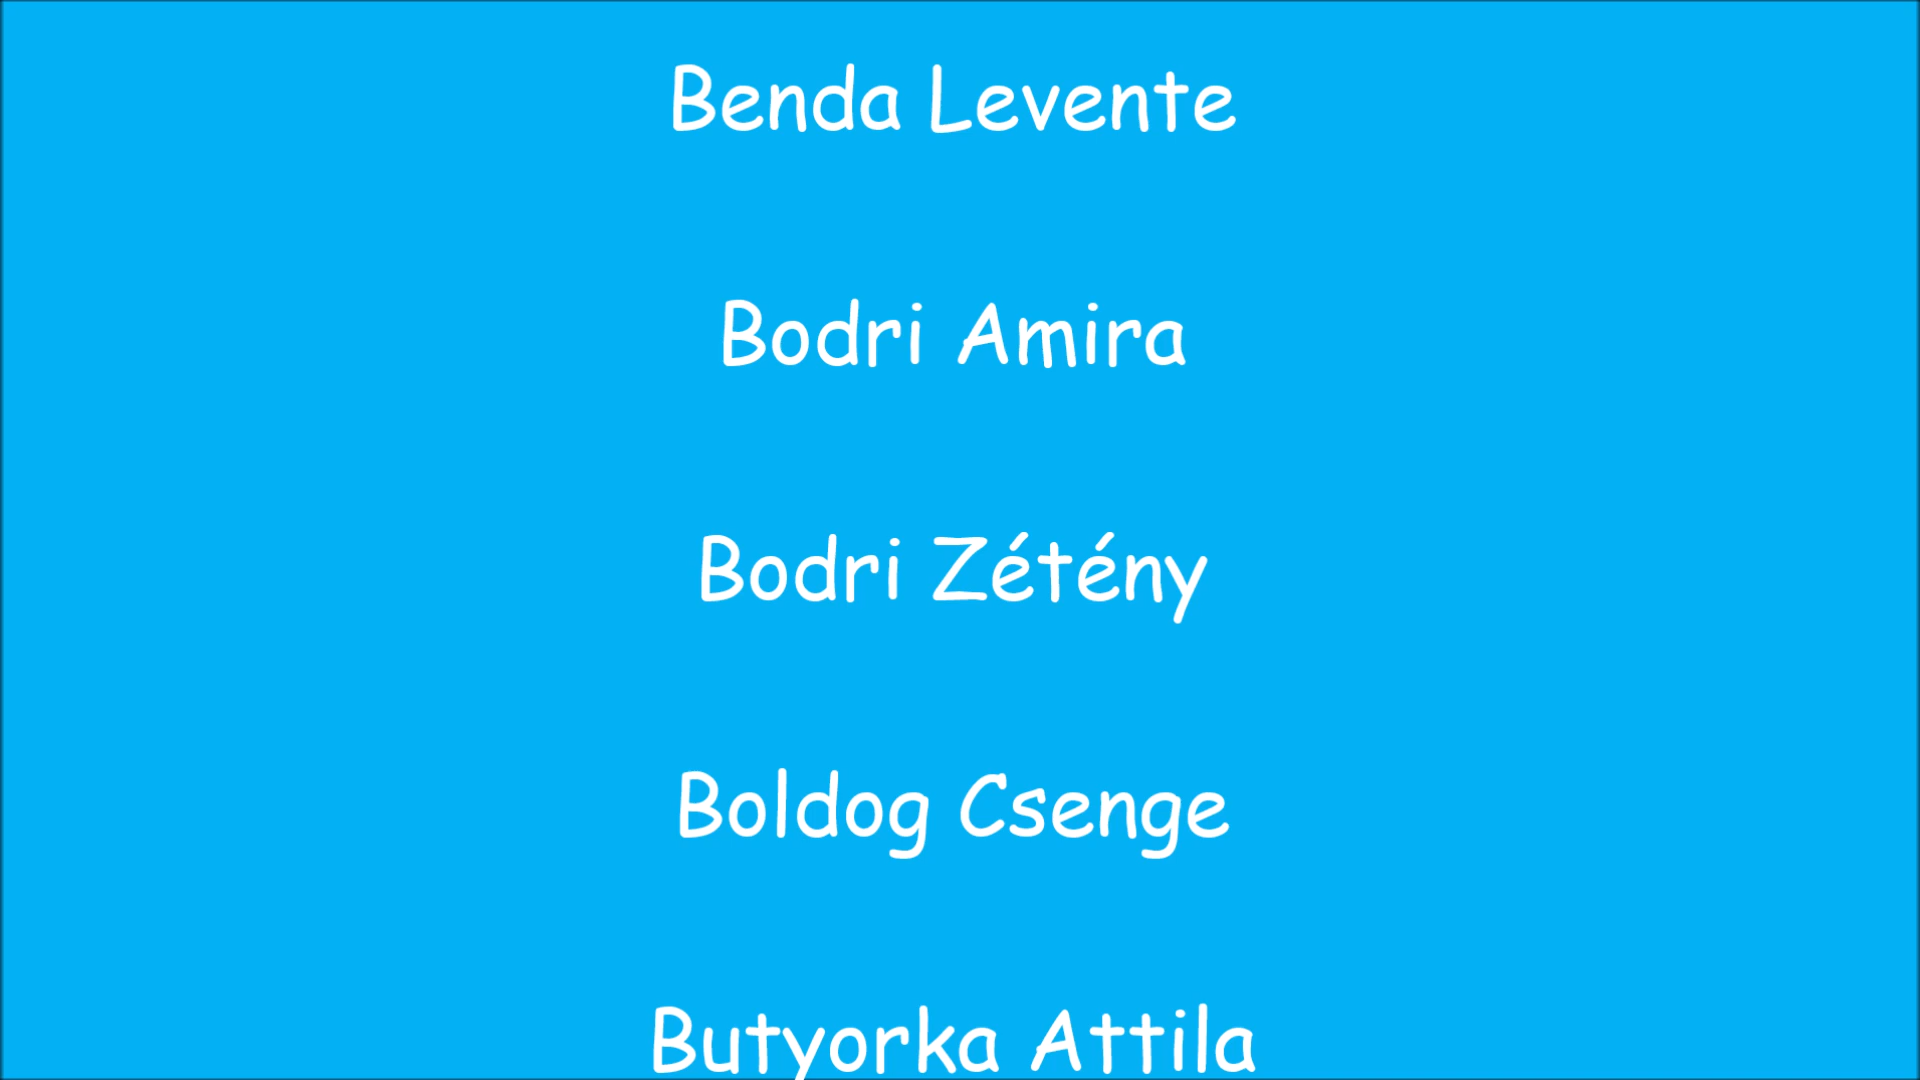 Benda Levente
Bodri Amira
Bodri Zétény
Boldog Csenge
Butyorka Attila